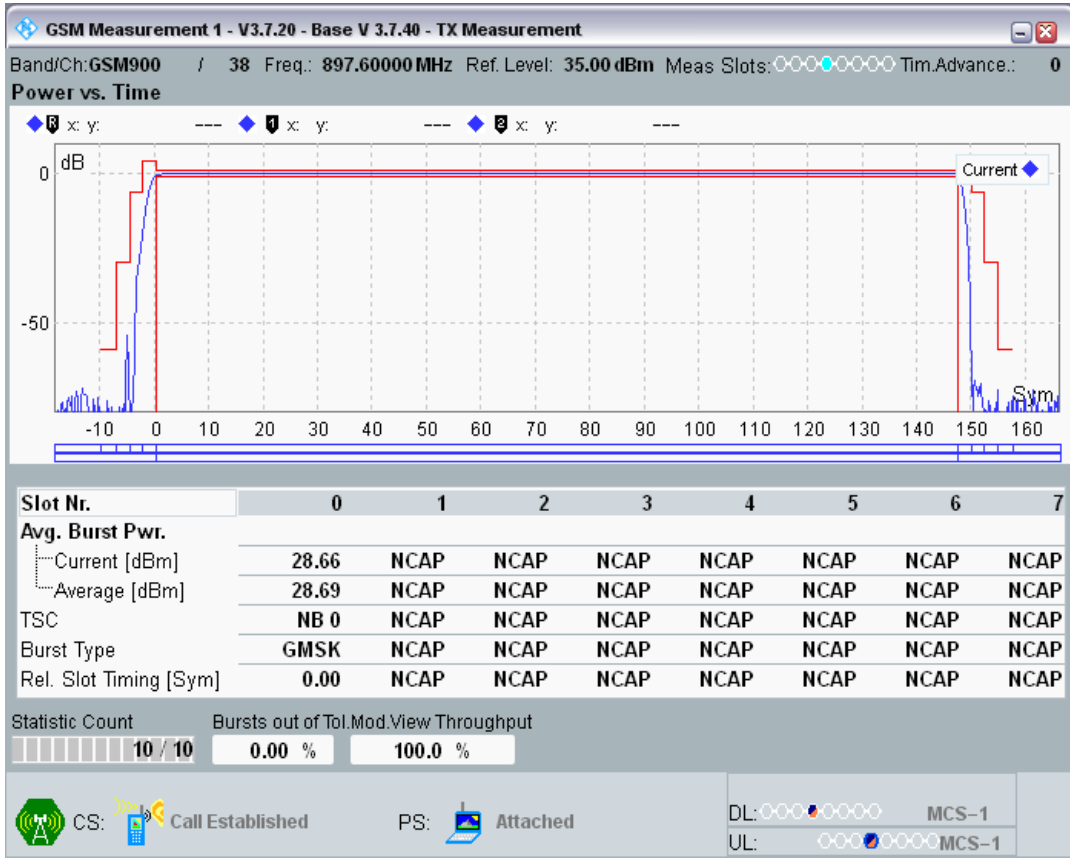 GSM Measurement 1 - V3.7.20 - Base V 3.7.40 - TX Measurement
Band/Ch:GSM900 / 38 Freq.: 897.60000 MHz Ref. Level: 35.00 dBm Meas Slots: Tim.Advance.: 0
Power vs. Time
R x: y: --- 1 x: y: --- 2 x: y: ---
dB
Current
0
-50
Sym
-10 0 10 20 30 40 50 60 70 80 90 100 110 120 130 140 150 160
Slot Nr. 0 1 2 3 4 5 6 7
Avg. Burst Pwr.
Current [dBm] 28.66 NCAP NCAP NCAP NCAP NCAP NCAP NCAP
Average [dBm] 28.69 NCAP NCAP NCAP NCAP NCAP NCAP NCAP
TSC NB 0 NCAP NCAP NCAP NCAP NCAP NCAP NCAP
Burst Type GMSK NCAP NCAP NCAP NCAP NCAP NCAP NCAP
Rel. Slot Timing [Sym] 0.00 NCAP NCAP NCAP NCAP NCAP NCAP NCAP
Statistic Count Bursts out of Tol. Mod.View Throughput
10 / 10 0.00 % 100.0 %
CS: Call Established PS: Attached
DL: MCS-1
UL: MCS-1